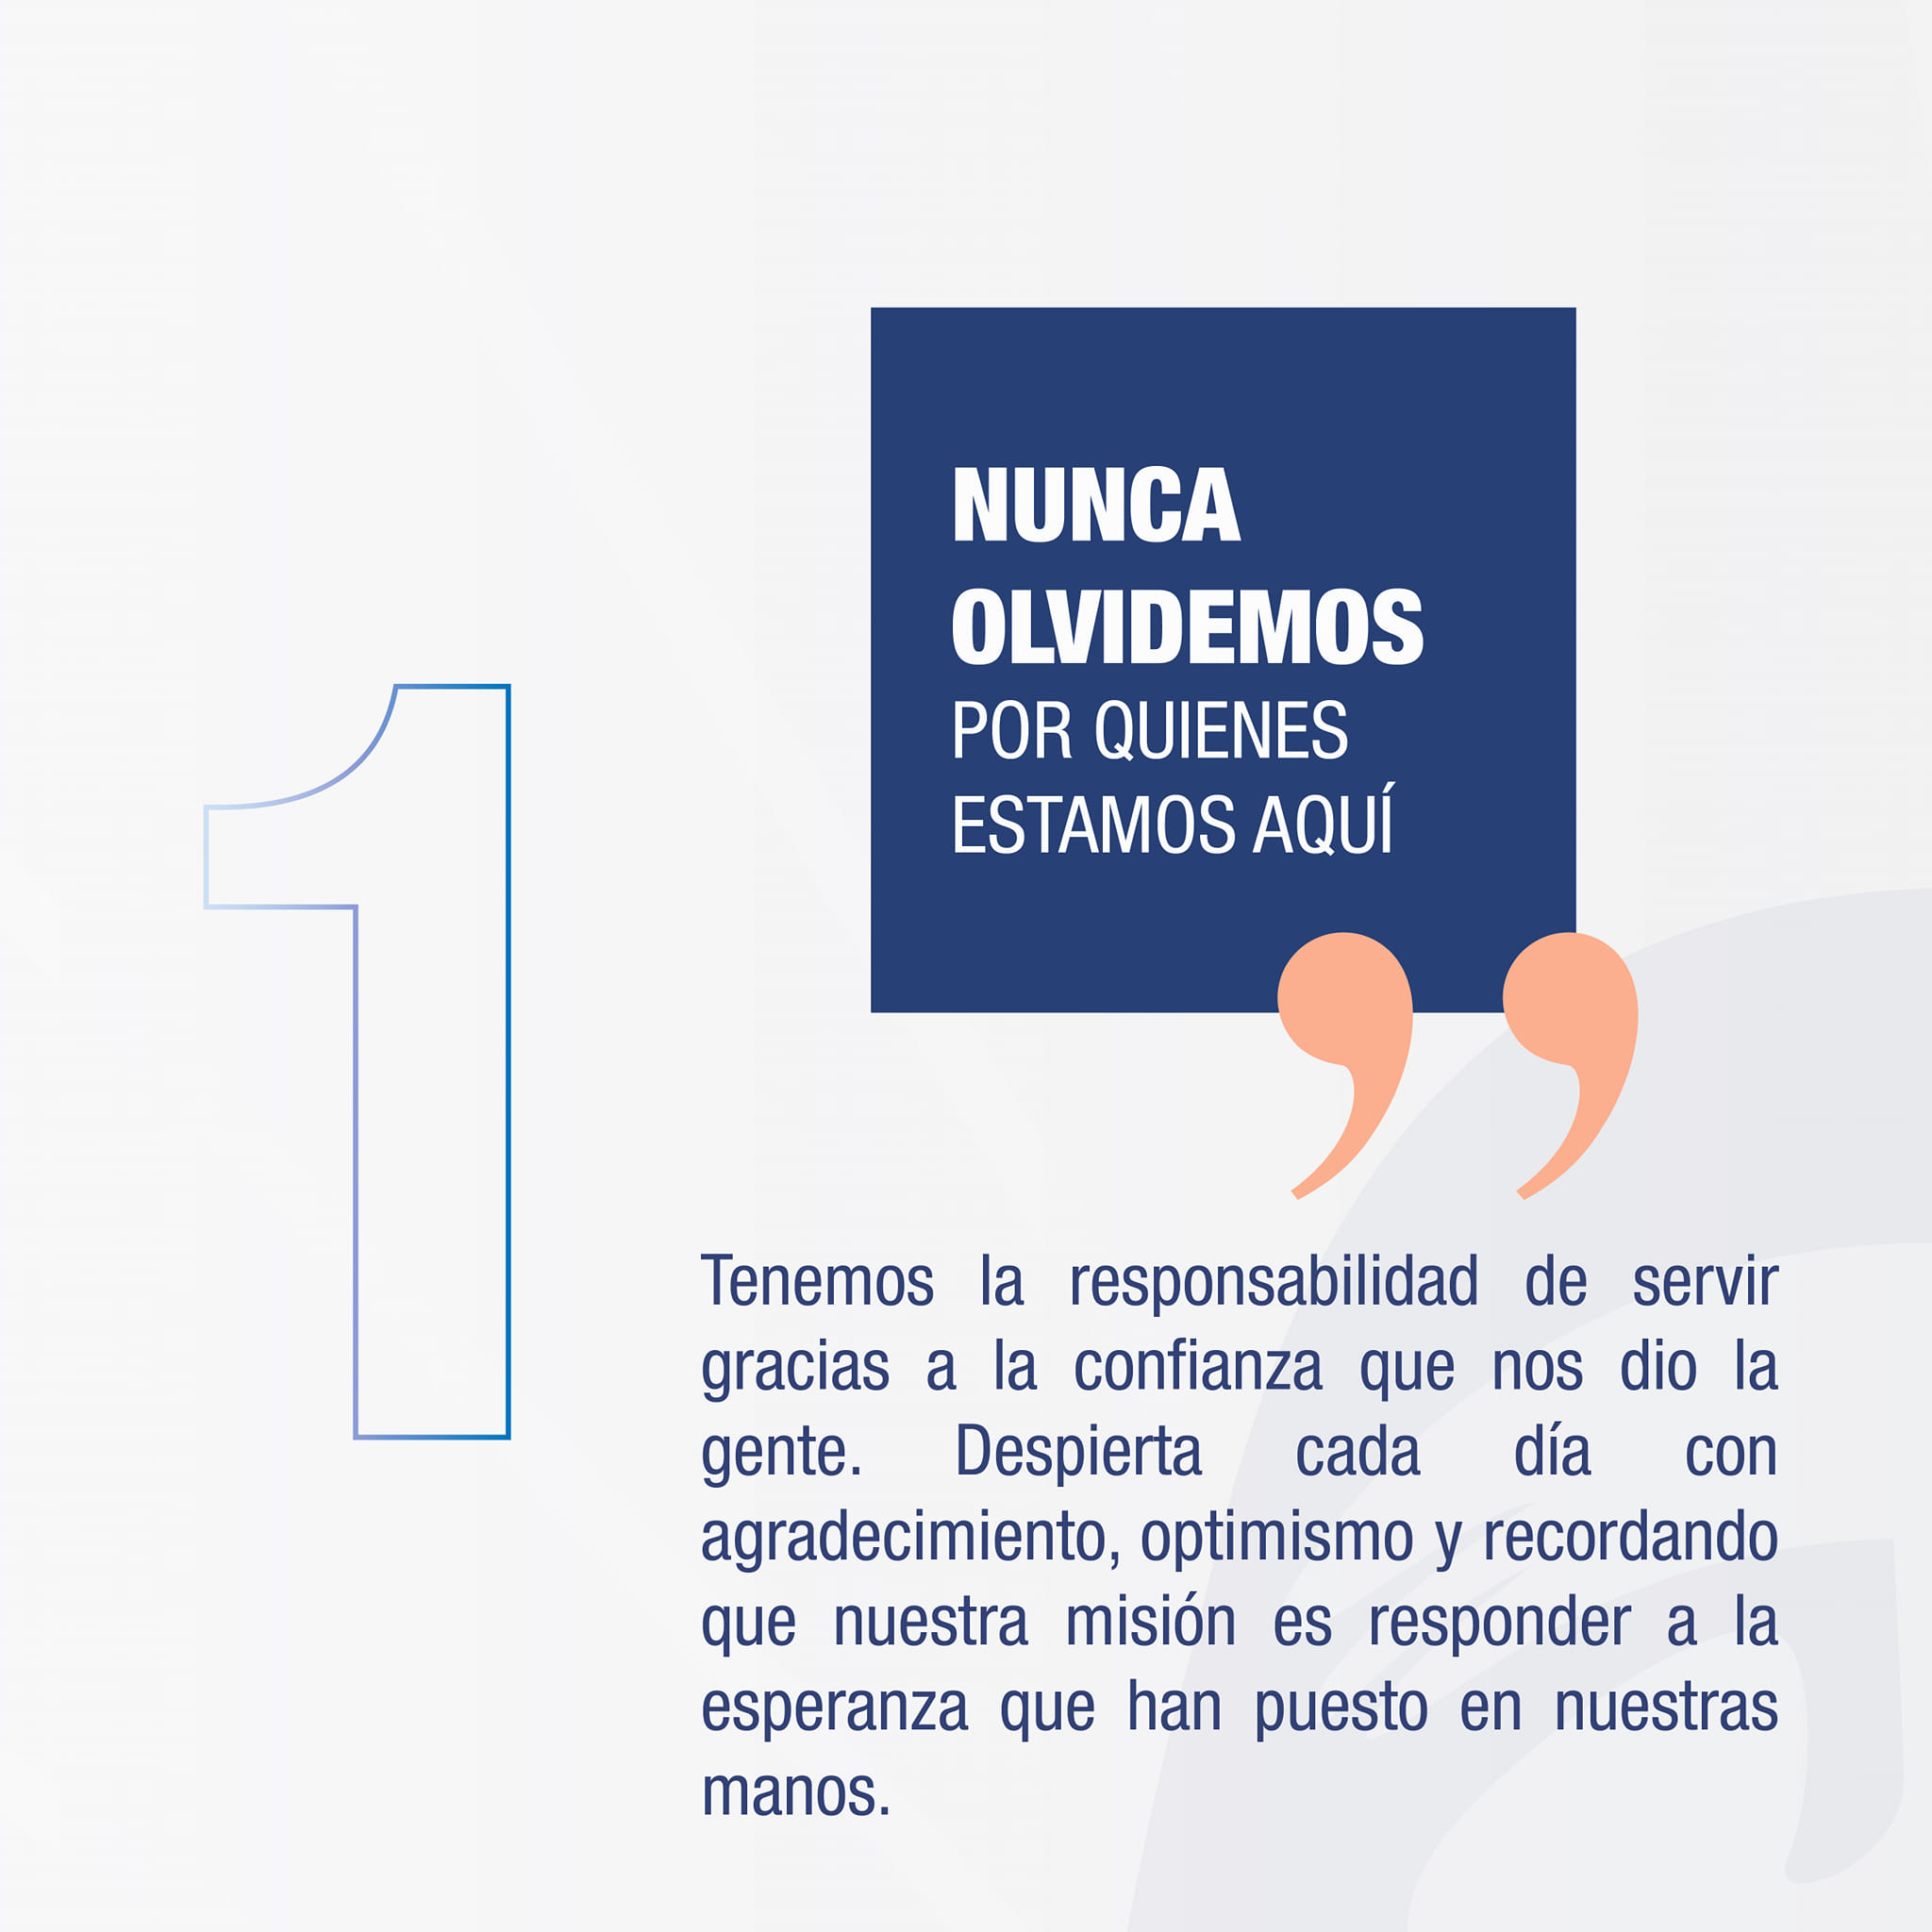 1
NUNCA
OLVIDEMOS
POR QUIENES
ESTAMOS AQUÍ
”
Tenemos la responsabilidad de servir
gracias a la confianza que nos dio la
gente. Despierta cada día con
agradecimiento, optimismo y recordando
que nuestra misión es responder a la
esperanza que han puesto en nuestras
manos.